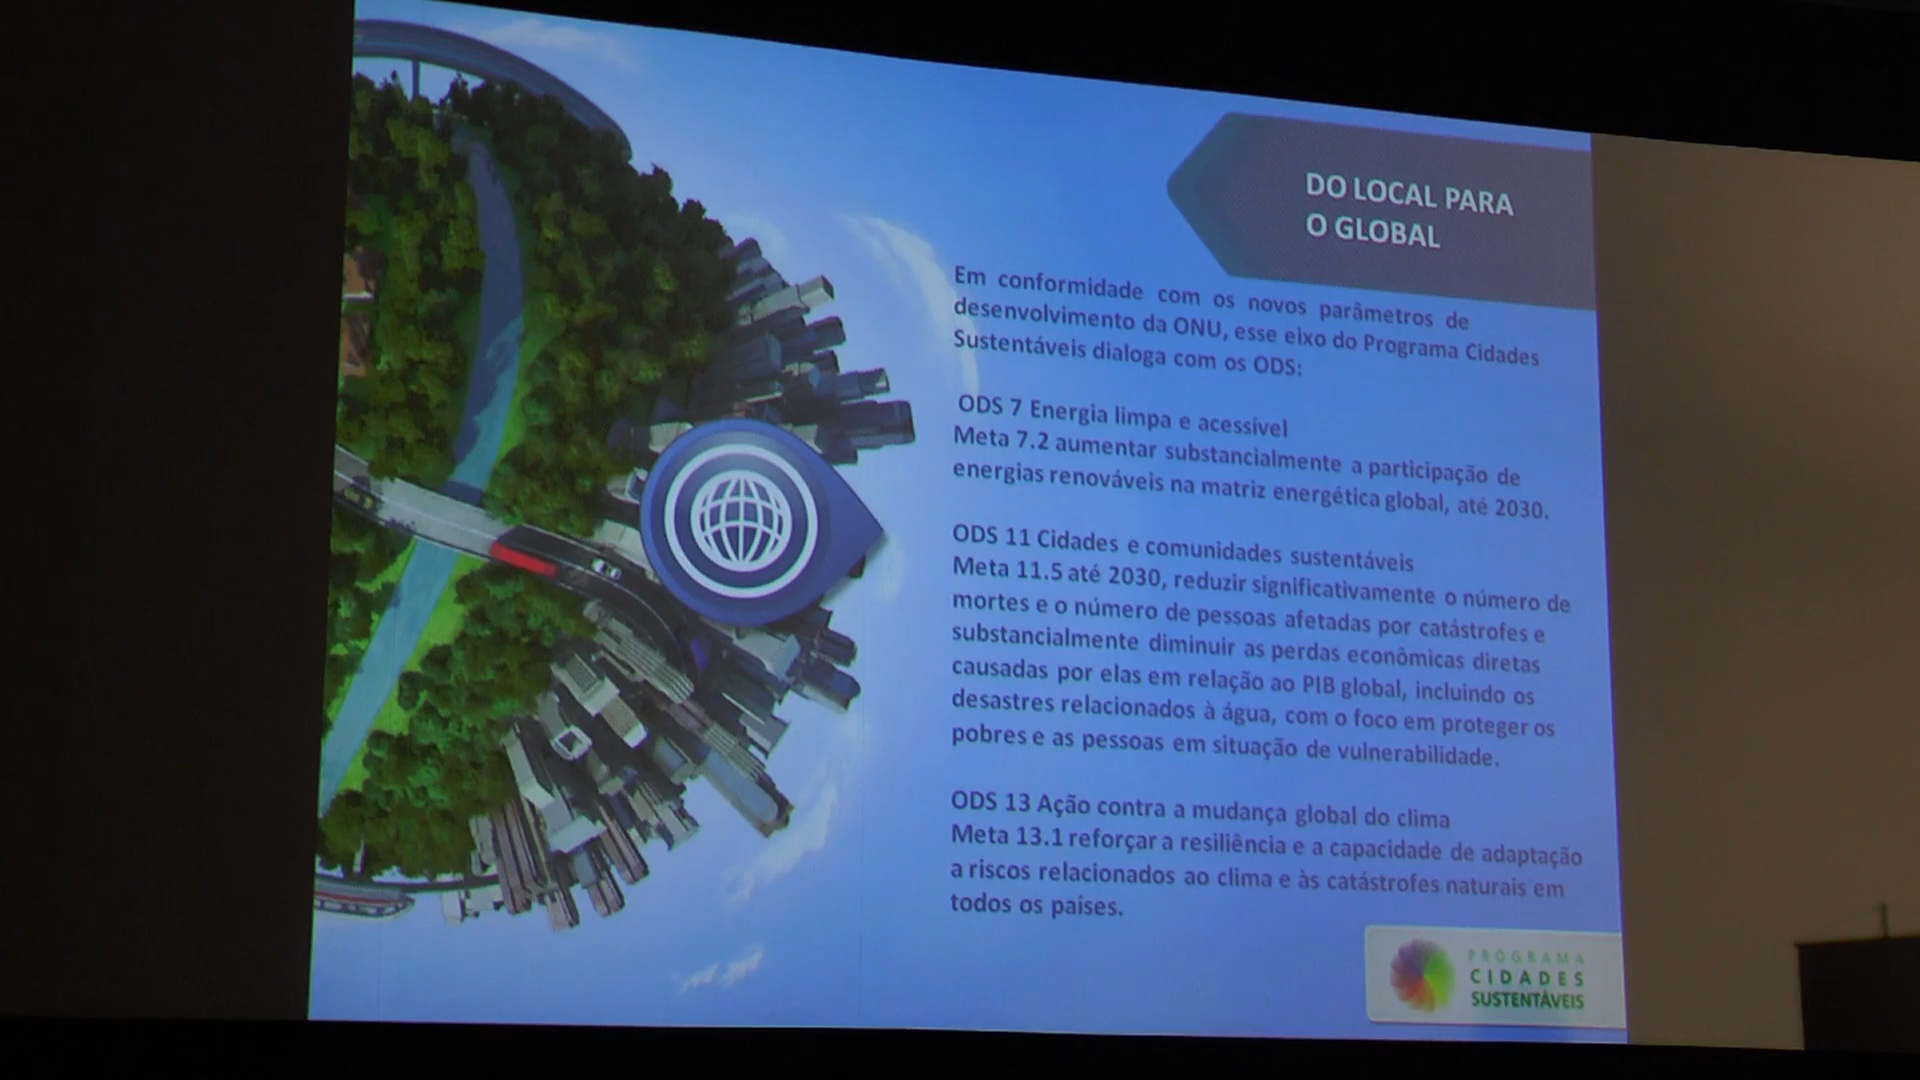 DO LOCAL PARA
O GLOBAL
Em conformidade com os novos parâmetros de
desenvolvimento da ONU, esse eixo do Programa Cidades
Sustentáveis dialoga com os ODS:
ODS 7 Energia limpa e acessível
Meta 7.2 aumentar substancialmente a participação de
energias renováveis na matriz energética global, até 2030.
ODS 11 Cidades e comunidades sustentáveis
Meta 11.5 até 2030, reduzir significativamente o número de
mortes e o número de pessoas afetadas por catástrofes e
substancialmente diminuir as perdas econômicas diretas
causadas por elas em relação ao PIB global, incluindo os
desastres relacionados à água, com o foco em proteger os
pobres e as pessoas em situação de vulnerabilidade.
ODS 13 Ação contra a mudança global do clima
Meta 13.1 reforçar a resiliência e a capacidade de adaptação
a riscos relacionados ao clima e às catástrofes naturais em
todos os países.
PROGRAMA
CIDADES
SUSTENTÁVEIS